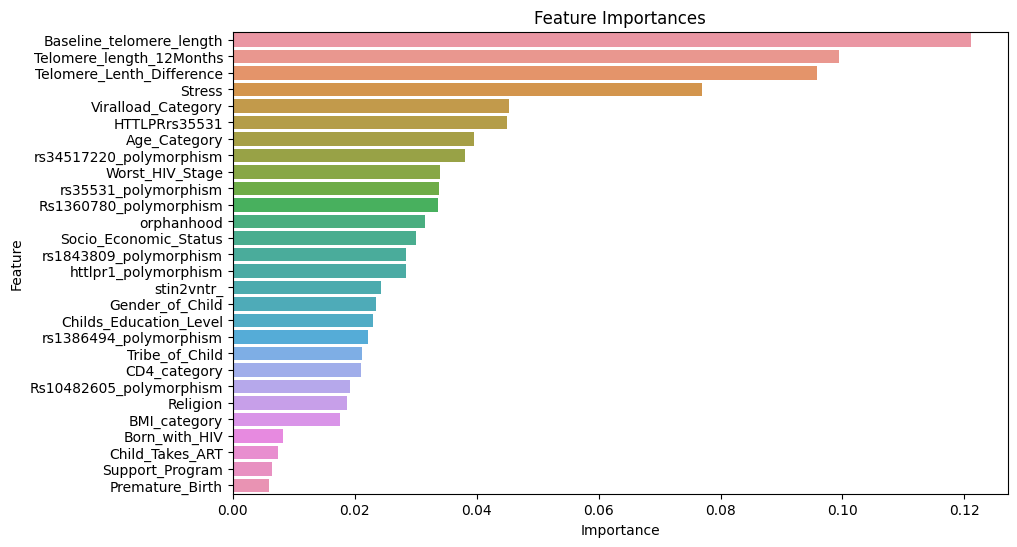 Feature Importances
Baseline_telomere_length
Telomere_length_12Months
Telomere_Lenth_Difference
Stress
Viralload_Category
HTTLPRrs35531
Age_Category
rs34517220_polymorphism
Worst_HIV_Stage
rs35531_polymorphism
Rs1360780_polymorphism
orphanhood
Socio_Economic_Status
rs1843809_polymorphism
httlpr1_polymorphism
stin2vntr_
Gender_of_Child
Childs_Education_Level
rs1386494_polymorphism
Tribe_of_Child
CD4_category
Rs10482605_polymorphism
Religion
BMI_category
Born_with_HIV
Child_Takes_ART
Support_Program
Premature_Birth
Feature
0.00 0.02 0.04 0.06 0.08 0.10 0.12
Importance